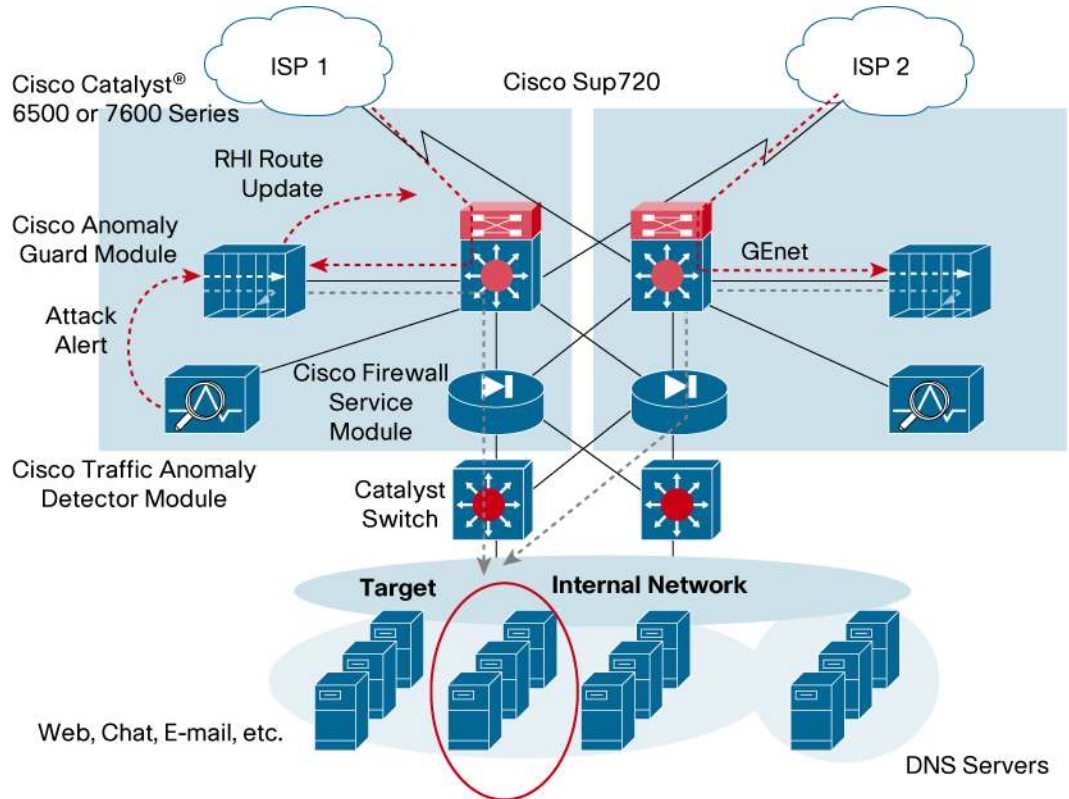 ISP 1
ISP 2
Cisco Catalyst®
6500 or 7600 Series
Cisco Sup720
RHI Route
Update
Cisco Anomaly
Guard Module
GEnet
Attack
Alert
Cisco Firewall
Service
Module
Cisco Traffic Anomaly
Detector Module
Catalyst
Switch
Target
Internal Network
Web, Chat, E-mail, etc.
DNS Servers